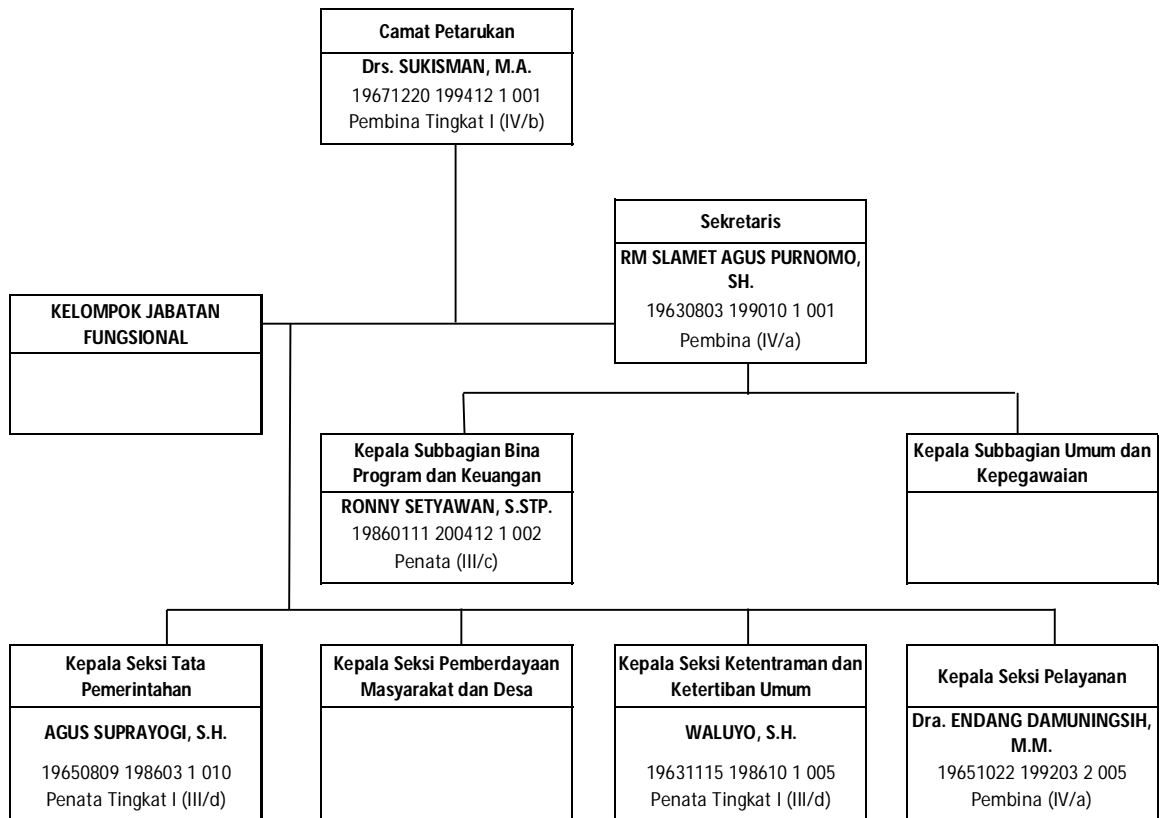 Camat Petarukan
Drs. SUKISMAN, M.A.
19671220 199412 1 001
Pembina Tingkat I (IV/b)
Sekretaris
RM SLAMET AGUS PURNOMO,
SH.
19630803 199010 1 001
Pembina (IV/a)
KELOMPOK JABATAN
FUNGSIONAL
Kepala Subbagian Bina
Program dan Keuangan
RONNY SETYAWAN, S.STP.
19860111 200412 1 002
Penata (III/c)
Kepala Subbagian Umum dan
Kepegawaian
Kepala Seksi Tata
Pemerintahan
AGUS SUPRAYOGI, S.H.
19650809 198603 1 010
Penata Tingkat I (III/d)
Kepala Seksi Pemberdayaan
Masyarakat dan Desa
Kepala Seksi Ketentraman dan
Ketertiban Umum
WALUYO, S.H.
19631115 198610 1 005
Penata Tingkat I (III/d)
Kepala Seksi Pelayanan
Dra. ENDANG DAMUNINGSIH,
M.M.
19651022 199203 2 005
Pembina (IV/a)